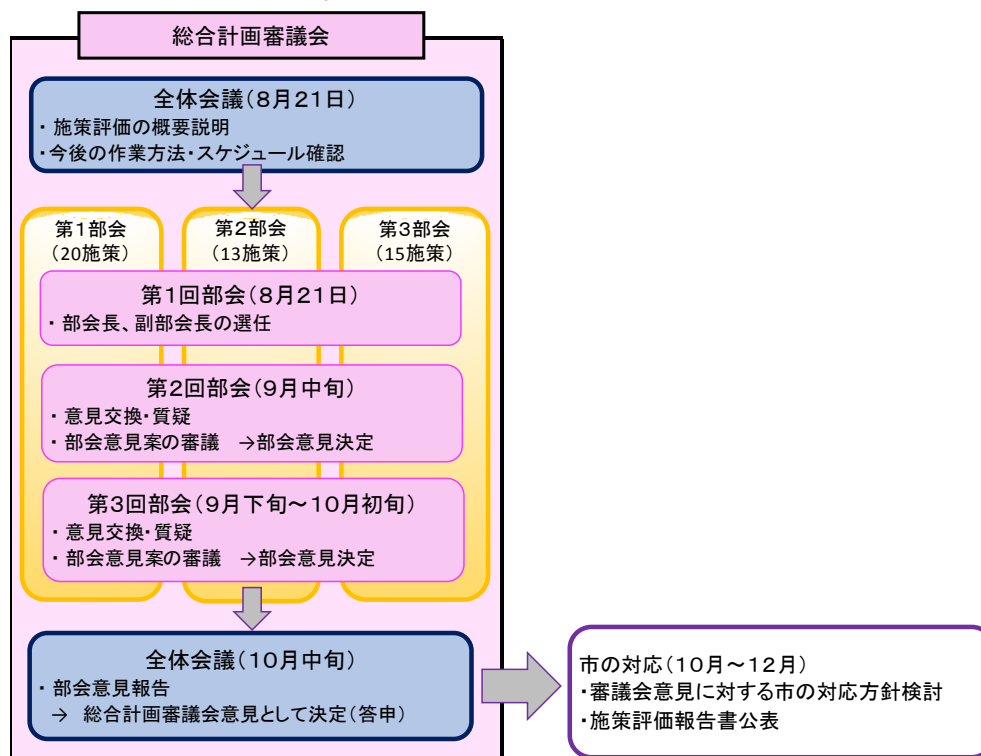 総合計画審議会
全体会議(8月21日)
・ 施策評価の概要説明
・今後の作業方法・スケジュール確認
第1部会
(20施策)
第2部会
(13施策)
第3部会
(15施策)
第1回部会(8月21日)
・ 部会長、副部会長の選任
第2回部会(9月中旬)
・ 意見交換・質疑
・ 部会意見案の審議 →部会意見決定
第3回部会(9月下旬~10月初旬)
・ 意見交換・質疑
・ 部会意見案の審議 →部会意見決定
全体会議(10月中旬)
・ 部会意見報告
→ 総合計画審議会意見として決定(答申)
市の対応(10月~12月)
・審議会意見に対する市の対応方針検討
・施策評価報告書公表